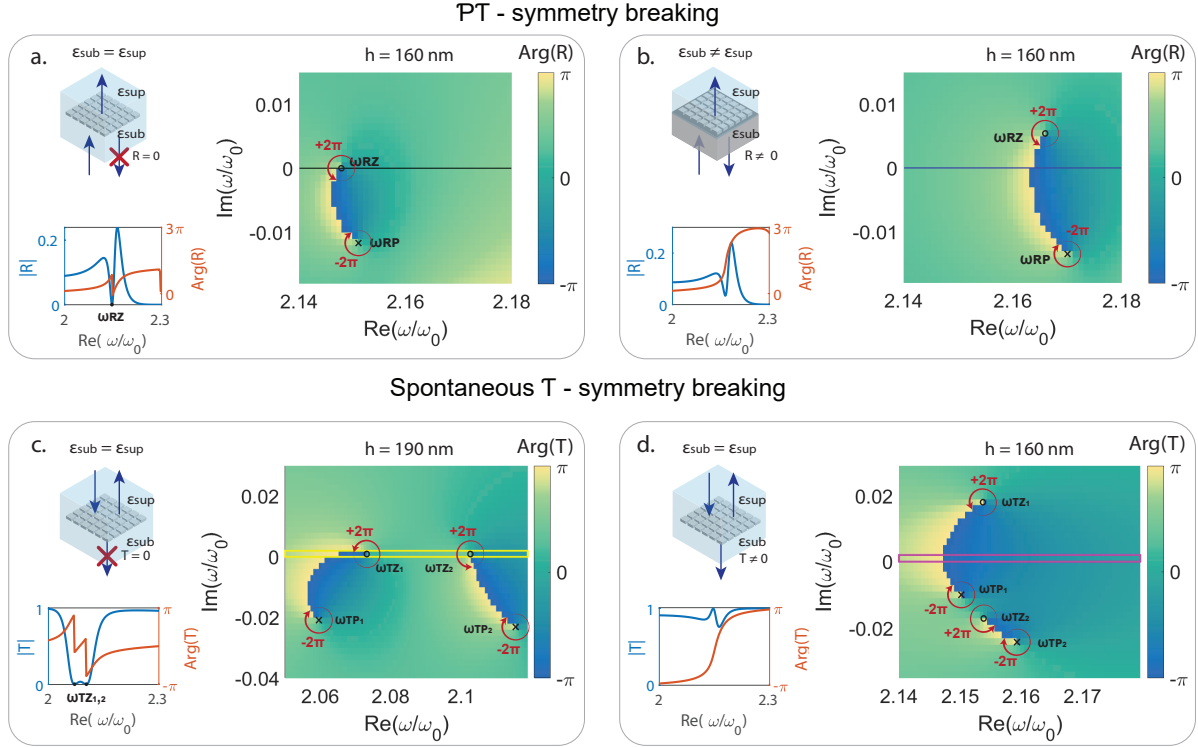 PT - symmetry breaking
a.
εsub = εsup
εsup
εsub
R = 0
h = 160 nm
Arg(R)
π
0
-π
0.01
0
-0.01
Im(ω/ω0)
+2π
ωRZ
ωRP
-2π
2.14
2.16
2.18
Re(ω/ω0)
0.2
0
|R|
3π
0
Arg(R)
2
ωRZ
2.3
Re( ω/ω0)
b.
εsub ≠ εsup
εsup
εsub
R ≠ 0
h = 160 nm
Arg(R)
π
0
-π
0.01
0
-0.01
Im(ω/ω0)
+2π
ωRZ
-2π
ωRP
2.14
2.16
2.18
Re(ω/ω0)
0.2
0
|R|
3π
0
Arg(R)
2
2.3
Re( ω/ω0)
Spontaneous T - symmetry breaking
c.
εsub = εsup
εsup
εsub
T = 0
h = 190 nm
Arg(T)
π
0
-π
0.02
0
-0.02
-0.04
Im(ω/ω0)
+2π
+2π
ωTZ1
ωTZ2
ωTP1
ωTP2
-2π
-2π
2.06
2.08
2.1
Re(ω/ω0)
1
0
|T|
π
-π
Arg(T)
2
ωTZ1,2
2.3
Re( ω/ω0)
d.
εsub = εsup
εsup
εsub
T ≠ 0
h = 160 nm
Arg(T)
π
0
-π
0.02
0
-0.02
Im(ω/ω0)
+2π
ωTZ1
ωTP1
-2π
ωTZ2
+2π
ωTP2
-2π
2.14
2.15
2.16
2.17
Re(ω/ω0)
1
0
|T|
π
-π
Arg(T)
2
2.3
Re( ω/ω0)